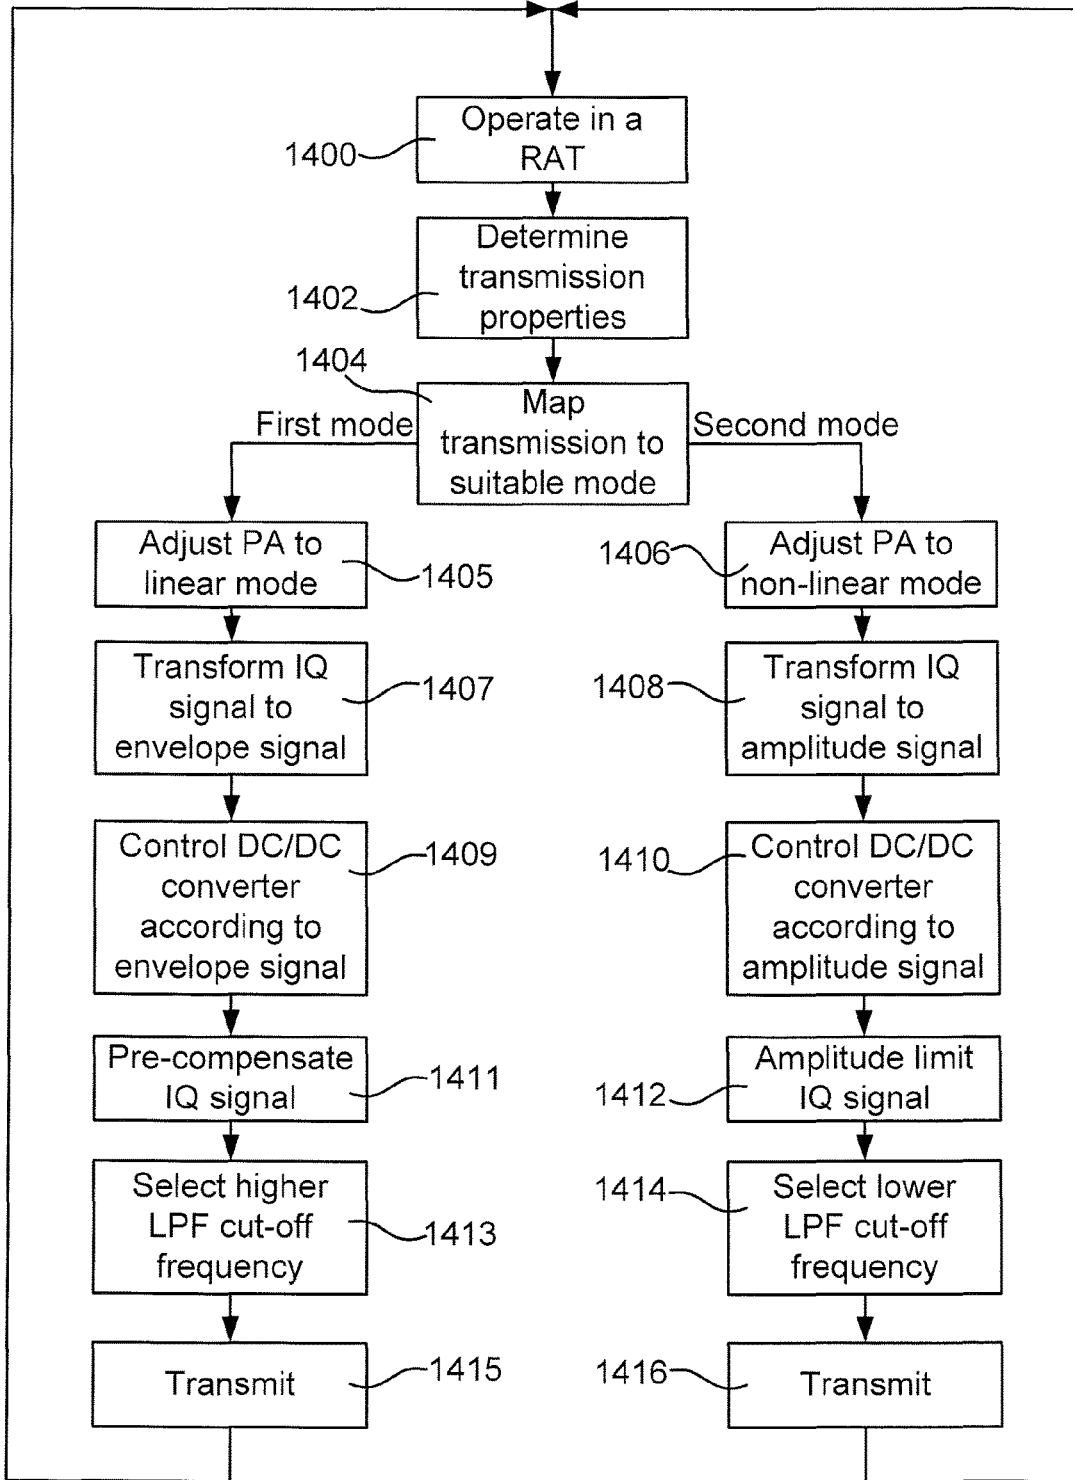 Operate in a
RAT
1400
Determine
transmission
properties
1402
1404
Map
transmission to
suitable mode
First mode
Second mode
Adjust PA to
linear mode
1405
1406
Adjust PA to
non-linear mode
Transform IQ
signal to
envelope signal
1407
1408
Transform IQ
signal to
amplitude signal
Control DC/DC
converter
according to
envelope signal
1409
1410
Control DC/DC
converter
according to
amplitude signal
Pre-compensate
IQ signal
1411
1412
Amplitude limit
IQ signal
Select higher
LPF cut-off
frequency
1413
1414
Select lower
LPF cut-off
frequency
Transmit
1415
1416
Transmit